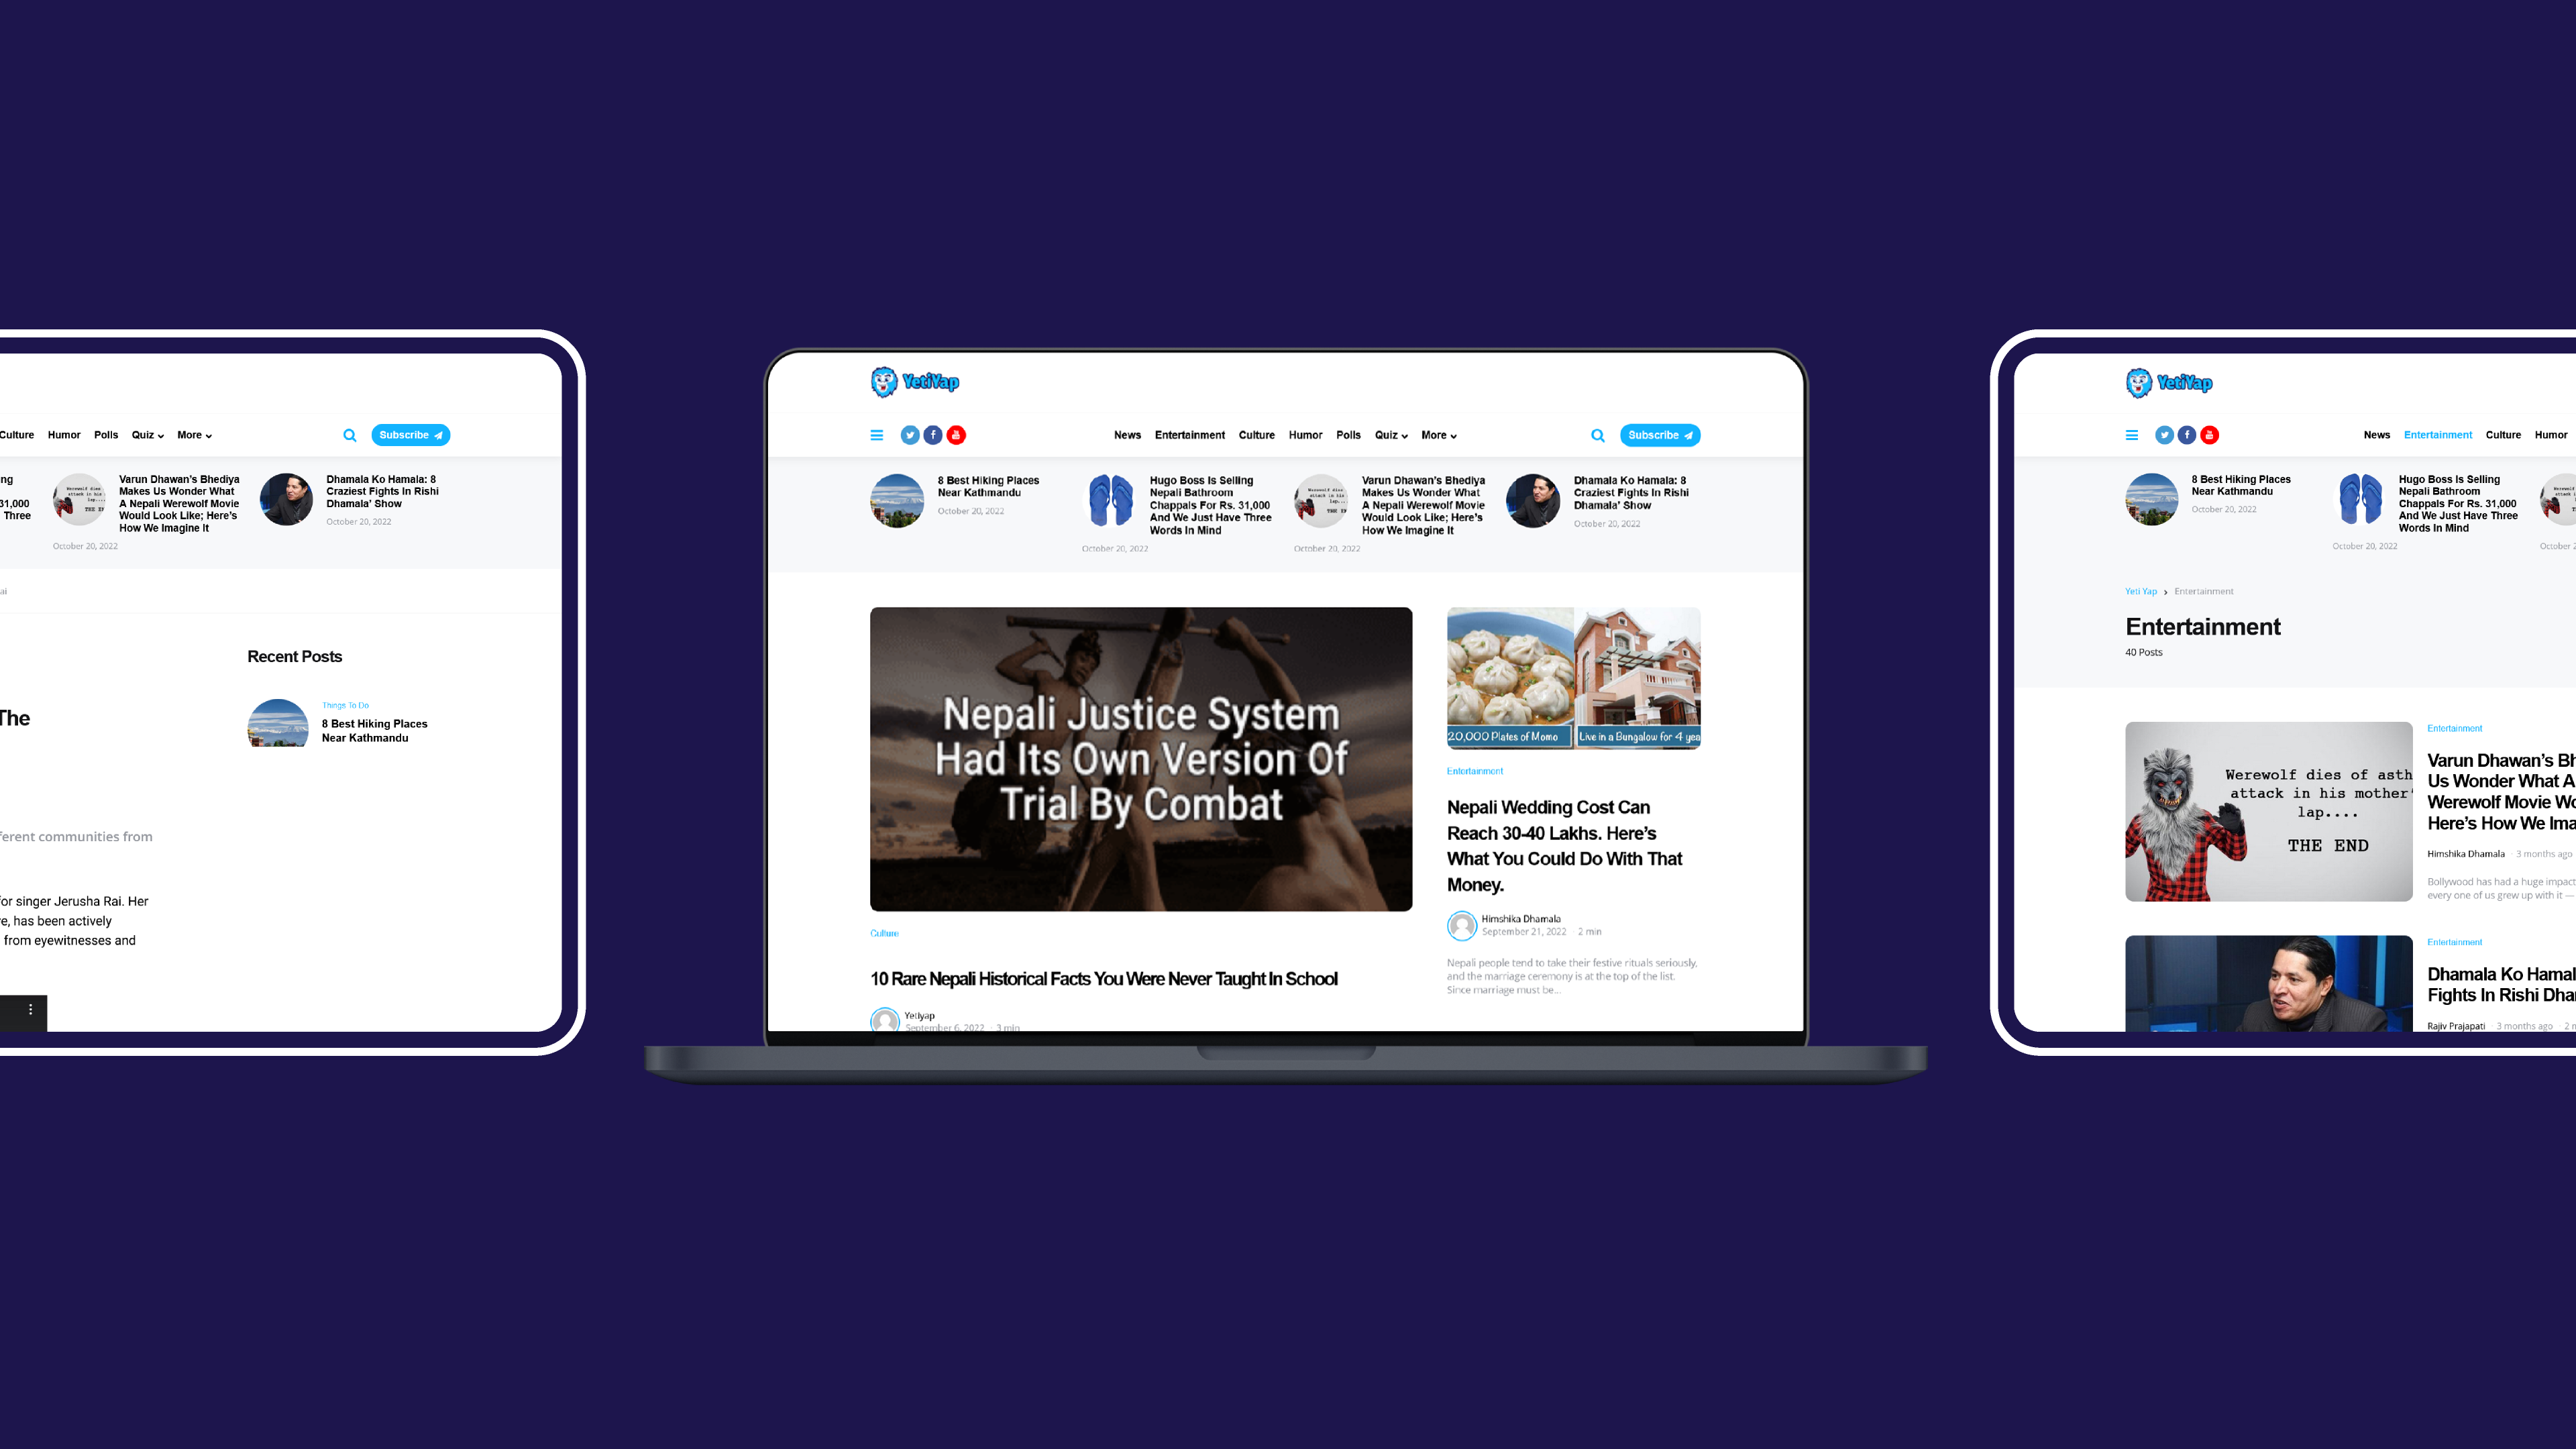 Culture Humor Polls Quiz More
Subscribe
ng
31,000
Three
Werewolf dies
attack in his
lap....
THE EN
October 20, 2022
Varun Dhawan's Bhediya
Makes Us Wonder What
A Nepali Werewolf Movie
Would Look Like; Here's
How We Imagine It
Dhamala Ko Hamala: 8
Craziest Fights In Rishi
Dhamala' Show
October 20, 2022
ai
The
ferent communities from
for singer Jerusha Rai. Her
e, has been actively
from eyewitnesses and
Recent Posts
Things To Do
8 Best Hiking Places
Near Kathmandu
YetiYap
News Entertainment Culture Humor Polls Quiz More
Subscribe
8 Best Hiking Places
Near Kathmandu
October 20, 2022
Hugo Boss Is Selling
Nepali Bathroom
Chappals For Rs. 31,000
And We Just Have Three
Words In Mind
October 20, 2022
Werewolf dies
attack in his
lap...
THE EN
Varun Dhawan's Bhediya
Makes Us Wonder What
A Nepali Werewolf Movie
Would Look Like; Here's
How We Imagine It
October 20, 2022
Dhamala Ko Hamala: 8
Craziest Fights In Rishi
Dhamala' Show
October 20, 2022
Nepali Justice System
Had Its Own Version Of
Trial By Combat
Culture
10 Rare Nepali Historical Facts You Were Never Taught In School
Yetiyap
September 6, 2022 · 3 min
20,000 Plates of Momo
Live in a Bungalow for 4 yea
Entertainment
Nepali Wedding Cost Can
Reach 30-40 Lakhs. Here's
What You Could Do With That
Money.
Himshika Dhamala
September 21, 2022 · 2 min
Nepali people tend to take their festive rituals seriously,
and the marriage ceremony is at the top of the list.
Since marriage must be...
YetiYap
News Entertainment Culture Humor
8 Best Hiking Places
Near Kathmandu
October 20, 2022
Hugo Boss Is Selling
Nepali Bathroom
Chappals For Rs. 31,000
And We Just Have Three
Words In Mind
October 20, 2022
October 2
Yeti Yap › Entertainment
Entertainment
40 Posts
Werewolf dies of asth
attack in his mother'
lap....
THE END
Entertainment
Varun Dhawan's Bh
Us Wonder What A
Werewolf Movie Wo
Here's How We Ima
Himshika Dhamala · 3 months ago
Bollywood has had a huge impact
every one of us grew up with it —
Entertainment
Dhamala Ko Hamal
Fights In Rishi Dha
Rajiv Prajapati · 3 months ago · 2 m